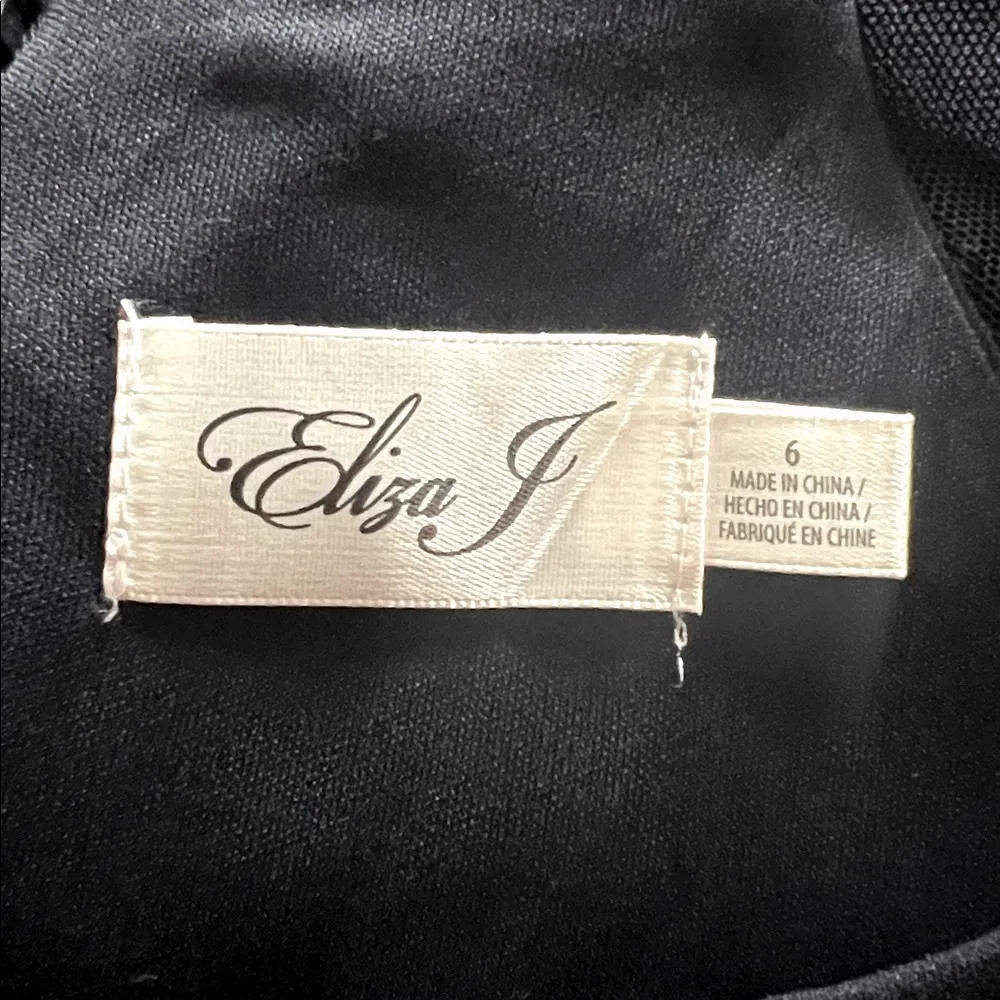 Eliza J
6
MADE IN CHINA /
HECHO EN CHINA /
FABRIQUÉ EN CHINE